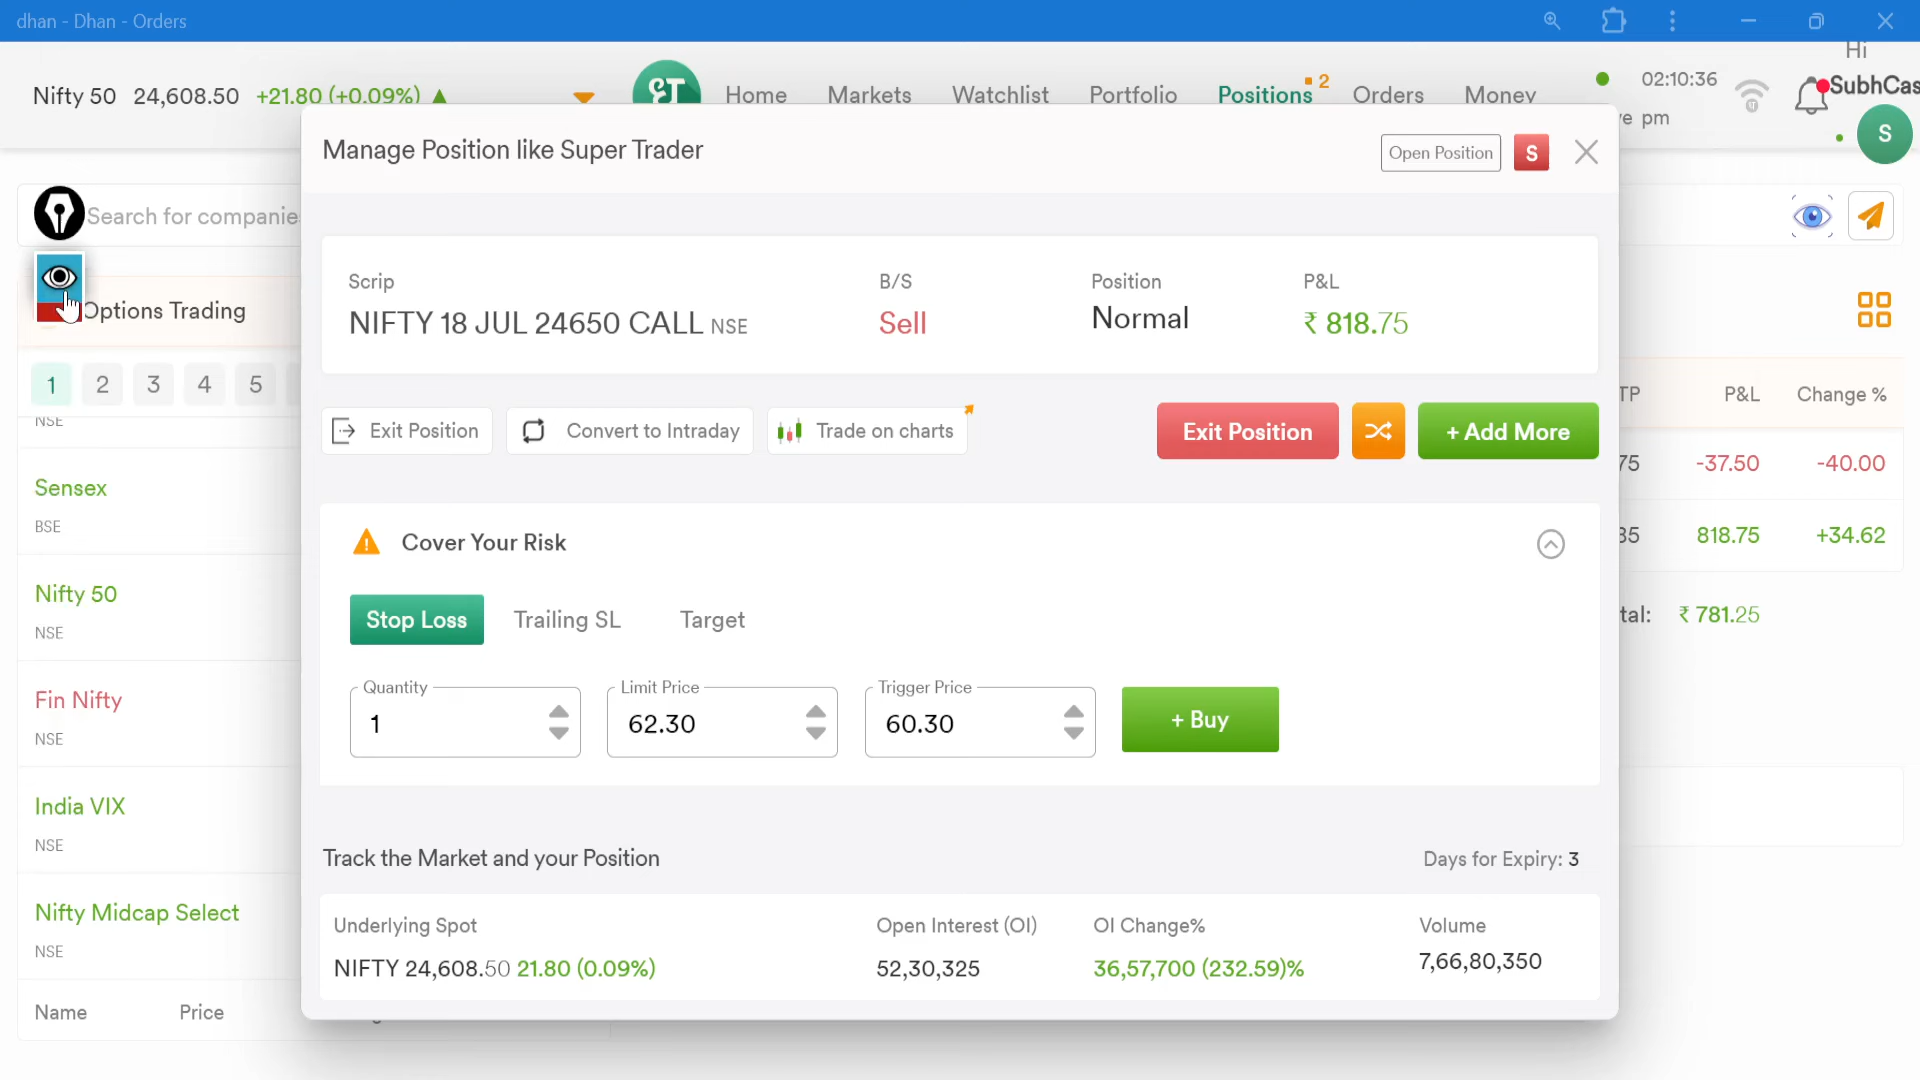 dhan - Dhan - Orders
Hi
Nifty 50 24,608.50 +21.80 (+0.09%) ▲
Home Markets Watchlist Portfolio Positions 2 Orders Money
02:10:36
pm
SubhCas
S
Manage Position like Super Trader
Open Position S
Search for companie
Options Trading
1 2 3 4 5
Scrip B/S Position P&L
NIFTY 18 JUL 24650 CALL NSE Sell Normal ₹ 818.75
Exit Position Convert to Intraday Trade on charts Exit Position + Add More
TP P&L Change %
75 -37.50 -40.00
35 818.75 +34.62
tal: ₹ 781.25
NSE
Sensex
BSE
Nifty 50
NSE
Fin Nifty
NSE
India VIX
NSE
Nifty Midcap Select
NSE
Name Price
Cover Your Risk
Stop Loss Trailing SL Target
Quantity Limit Price Trigger Price
1 62.30 60.30 + Buy
Track the Market and your Position Days for Expiry: 3
Underlying Spot Open Interest (OI) OI Change% Volume
NIFTY 24,608.50 21.80 (0.09%) 52,30,325 36,57,700 (232.59)% 7,66,80,350